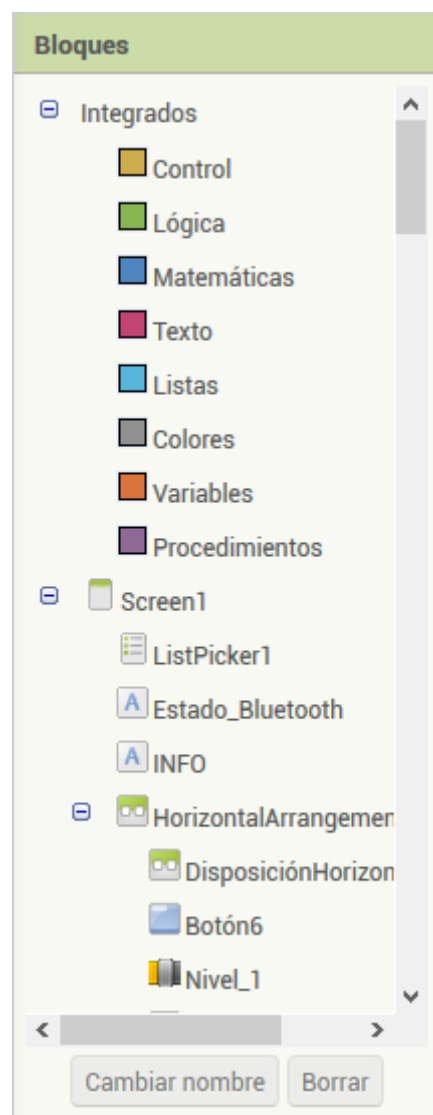 Bloques
Integrados
Control
Lógica
Matemáticas
Texto
Listas
Colores
Variables
Procedimientos
Screen1
ListPicker1
A Estado_Bluetooth
A INFO
HorizontalArrangemen
DisposiciónHorizon
Botón6
Nivel_1
Cambiar nombre Borrar